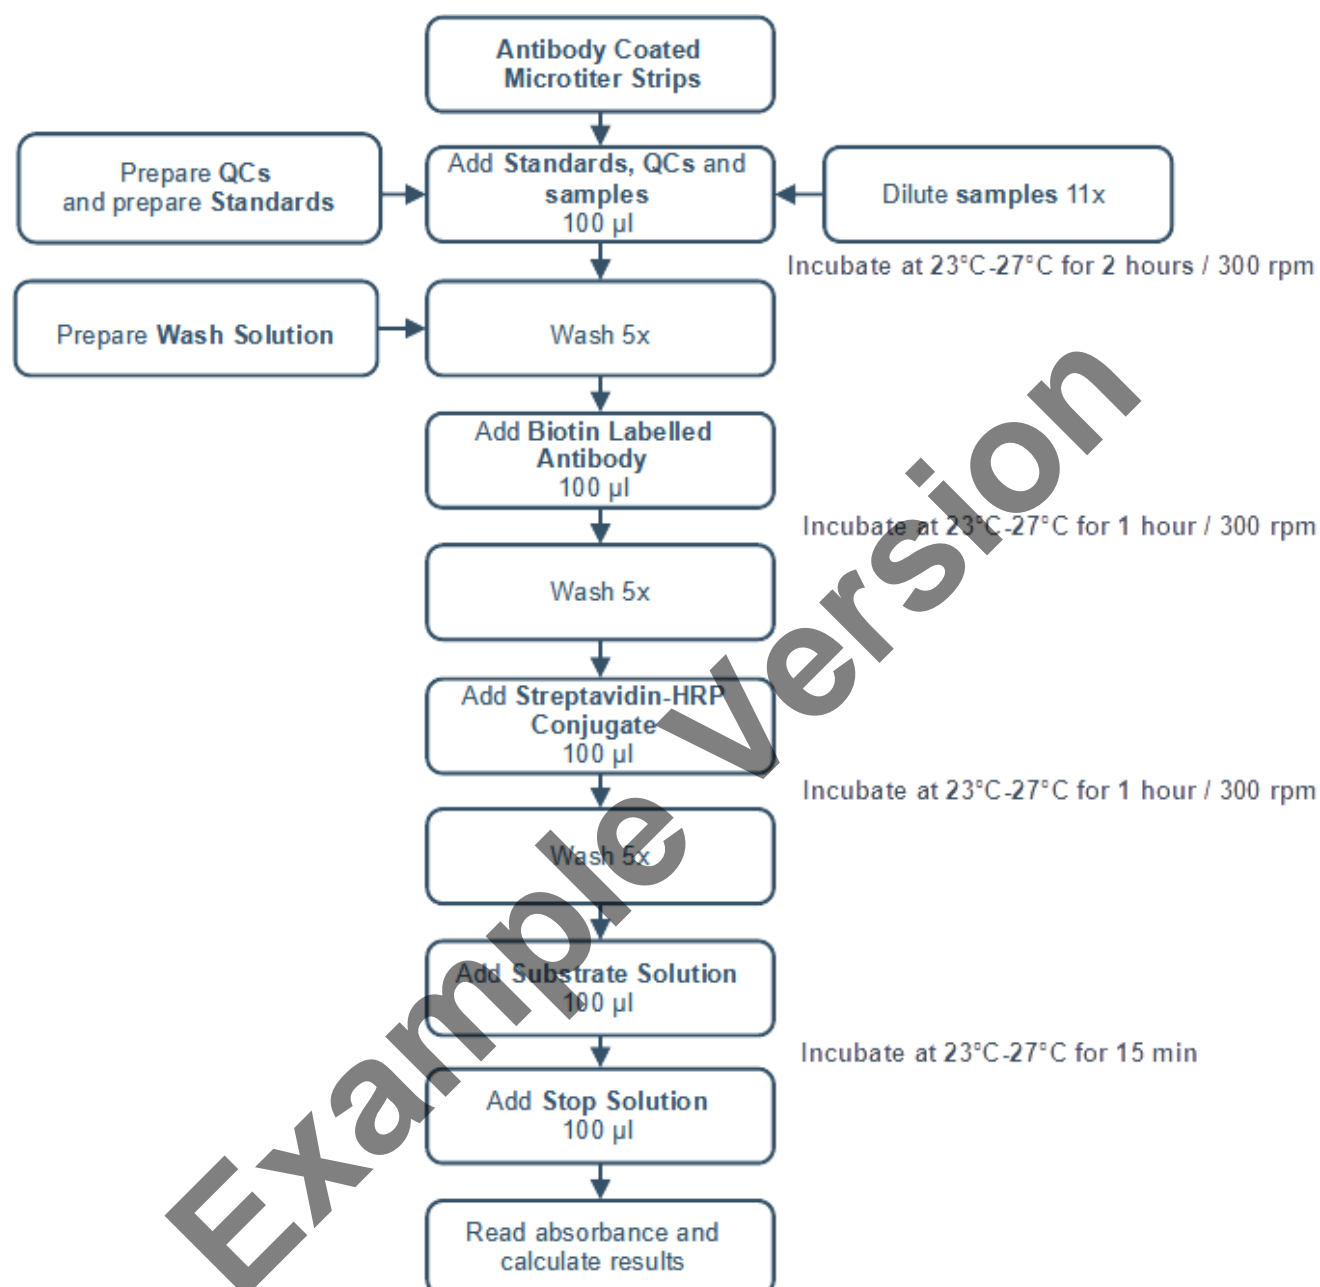 Antibody Coated
Microtiter Strips
Prepare QCs
and prepare Standards
Add Standards, QCs and
samples
100 µl
Dilute samples 11x
Incubate at 23°C-27°C for 2 hours / 300 rpm
Prepare Wash Solution
Wash 5x
Add Biotin Labelled
Antibody
100 µl
Incubate at 23°C-27°C for 1 hour / 300 rpm
Wash 5x
Add Streptavidin-HRP
Conjugate
100 µl
Incubate at 23°C-27°C for 1 hour / 300 rpm
Wash 5x
Add Substrate Solution
100 µl
Incubate at 23°C-27°C for 15 min
Add Stop Solution
100 µl
Read absorbance and
calculate results
Example Version